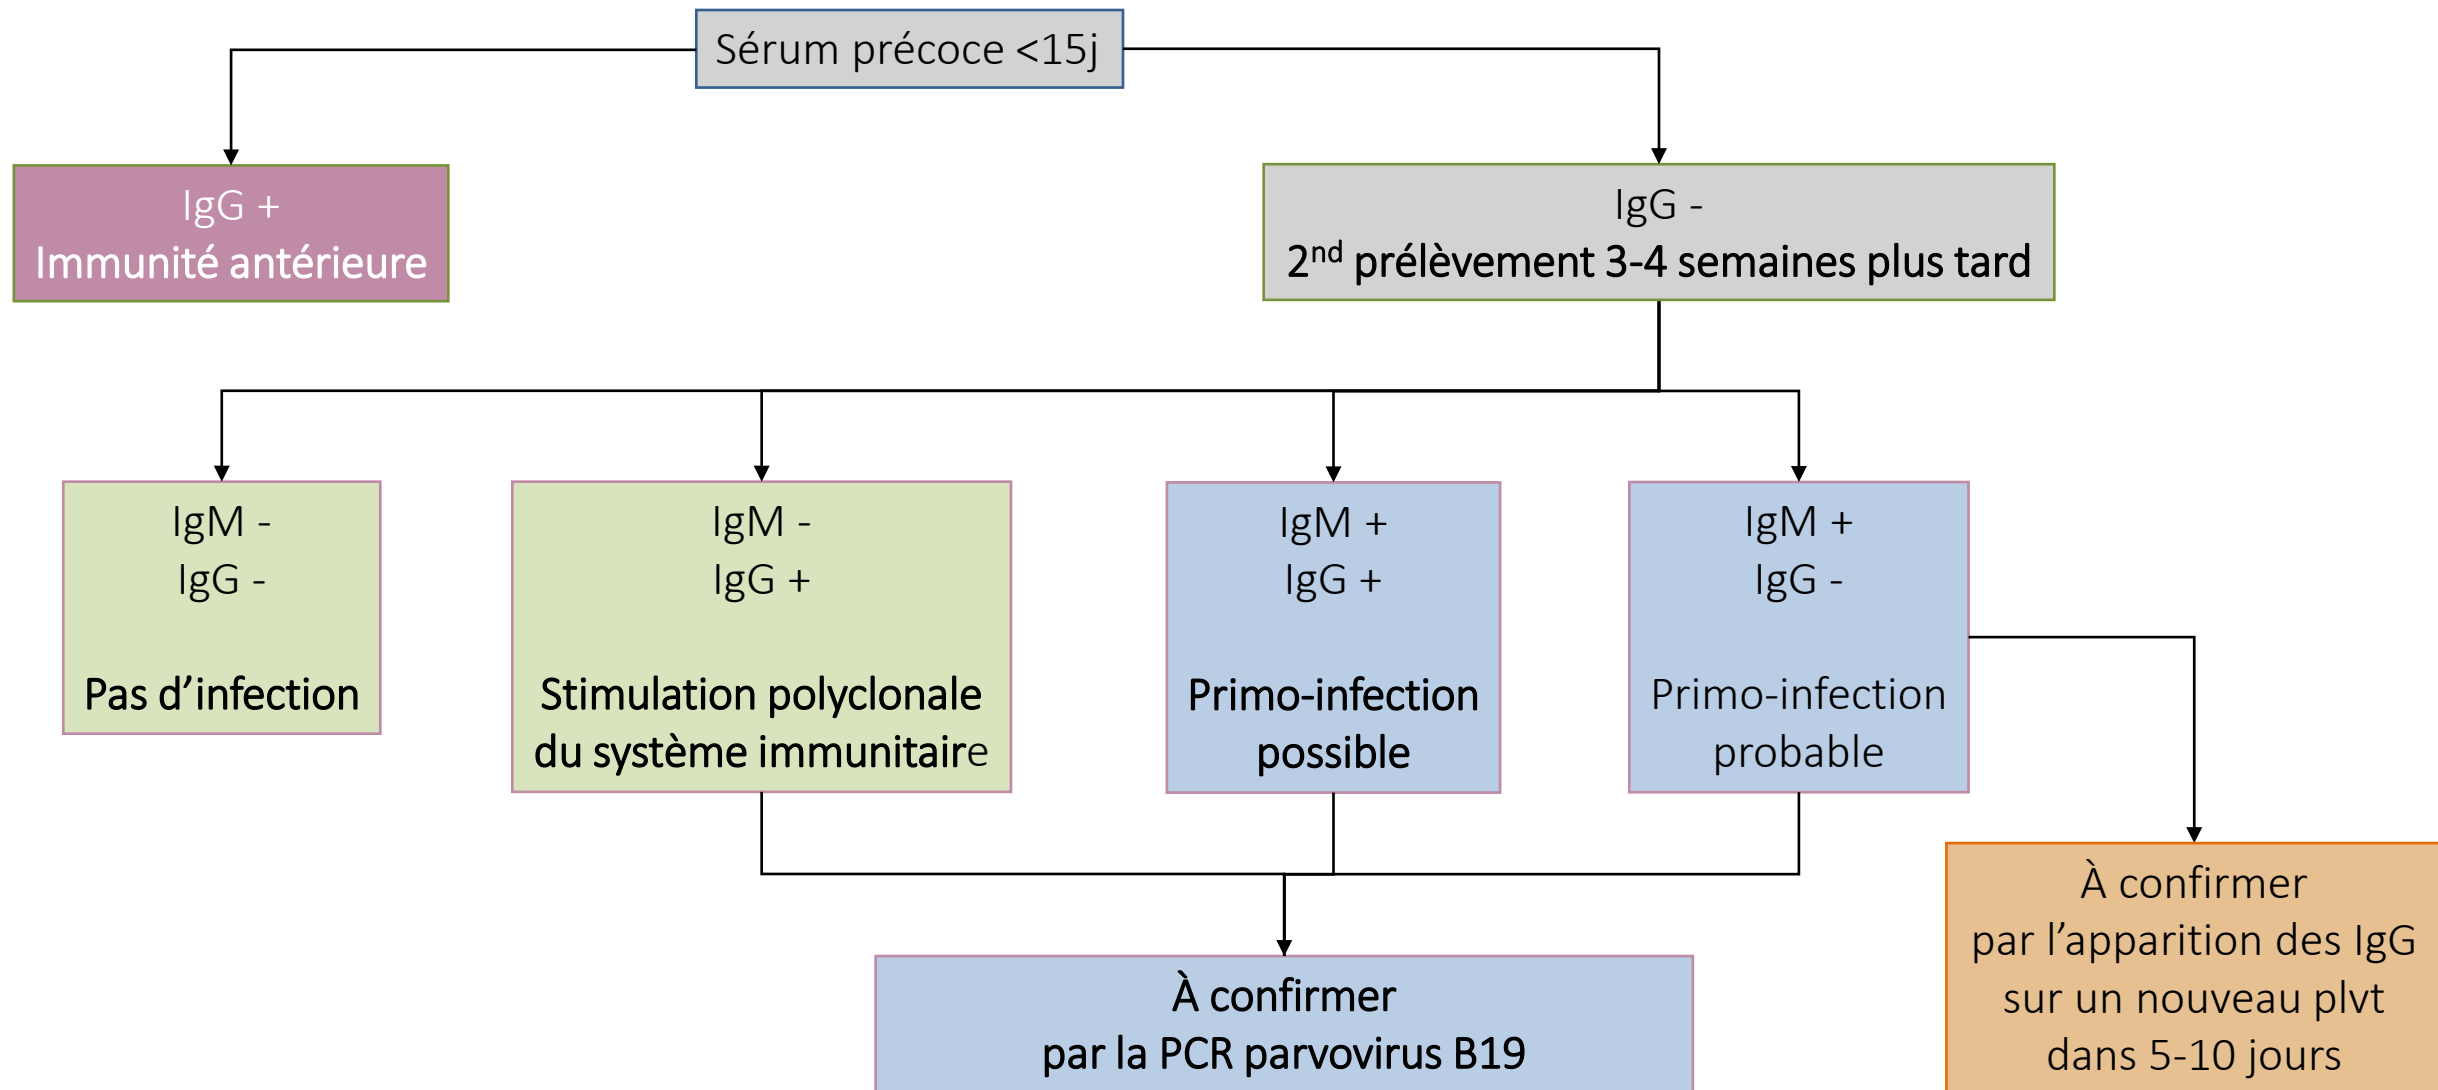 Sérum précoce <15j
IgG +
Immunité antérieure
IgG -
2nd prélèvement 3-4 semaines plus tard
IgM -
IgG -
Pas d’infection
IgM -
IgG +
Stimulation polyclonale
du système immunitaire
IgM +
IgG +
Primo-infection
possible
IgM +
IgG -
Primo-infection
probable
À confirmer
par la PCR parvovirus B19
À confirmer
par l’apparition des IgG
sur un nouveau plvt
dans 5-10 jours